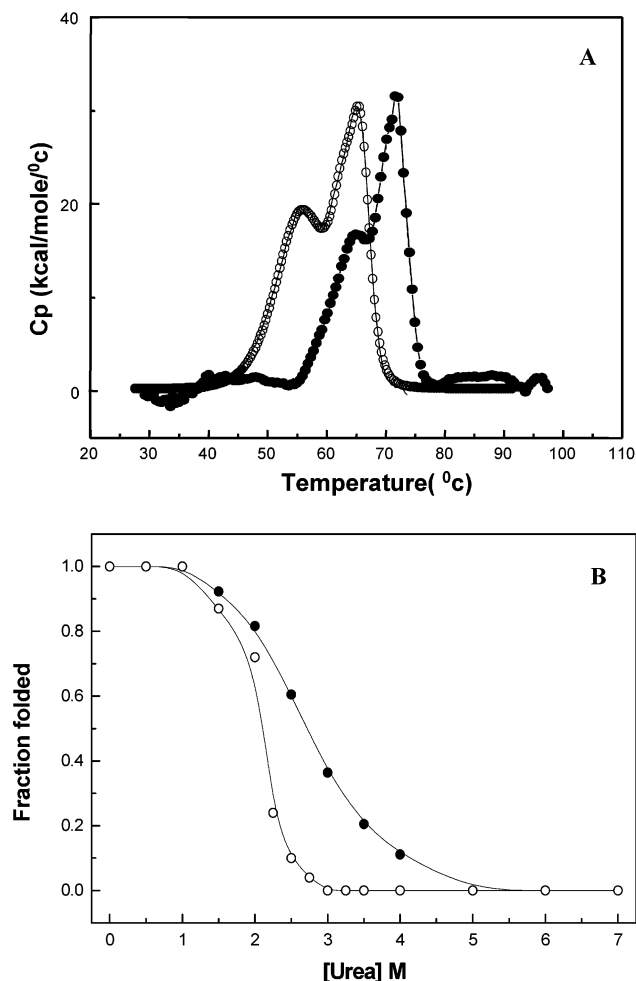 A
40
20
0
Cp (kcal/mole/⁰c)
20 30 40 50 60 70 80 90 100 110
Temperature( ⁰c)
B
1.0
0.8
0.6
0.4
0.2
0.0
Fraction folded
0 1 2 3 4 5 6 7
[Urea] M